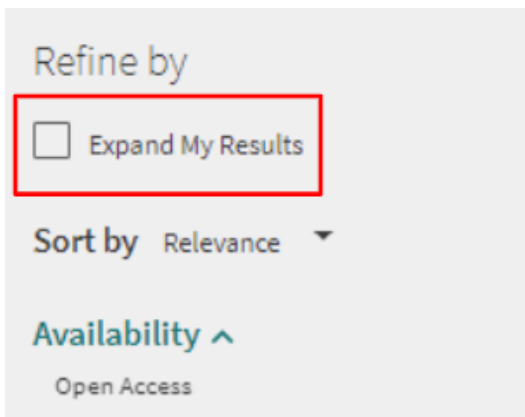 Refine by
Expand My Results
Sort by Relevance
Availability
Open Access